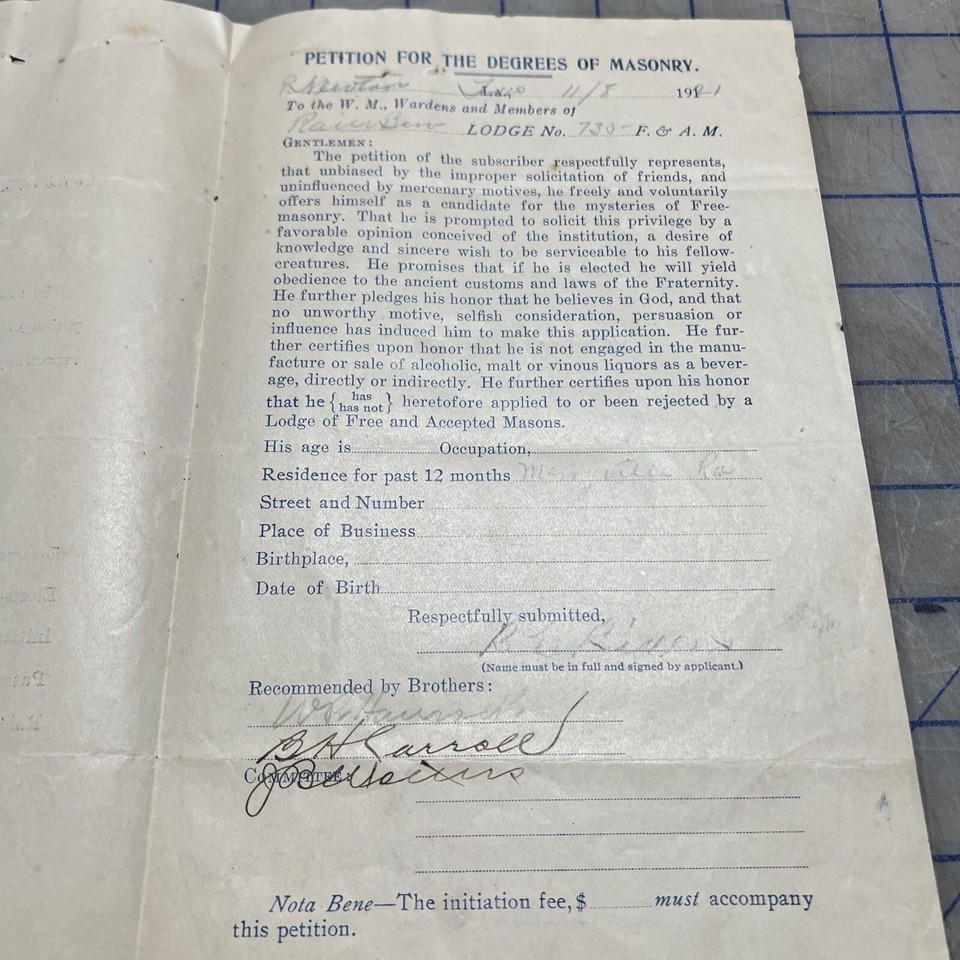 PETITION FOR THE DEGREES OF MASONRY.
Newton 11/8 1921
To the W. M., Wardens and Members of
LODGE No. F. & A. M.
GENTLEMEN:
The petition of the subscriber respectfully represents,
that unbiased by the improper solicitation of friends, and
uninfluenced by mercenary motives, he freely and voluntarily
offers himself as a candidate for the mysteries of Free-
masonry. That he is prompted to solicit this privilege by a
favorable opinion conceived of the institution, a desire of
knowledge and sincere wish to be serviceable to his fellow-
creatures. He promises that if he is elected he will yield
obedience to the ancient customs and laws of the Fraternity.
He further pledges his honor that he believes in God, and that
no unworthy motive, selfish consideration, persuasion or
influence has induced him to make this application. He fur-
ther certifies upon honor that he is not engaged in the manu-
facture or sale of alcoholic, malt or vinous liquors as a bever-
age, directly or indirectly. He further certifies upon his honor
that he { has / has not } heretofore applied to or been rejected by a
Lodge of Free and Accepted Masons.
His age is Occupation,
Residence for past 12 months Merryville La
Street and Number
Place of Business
Birthplace,
Date of Birth
Respectfully submitted,
(Name must be in full and signed by applicant.)
Recommended by Brothers:
B H Carroll
COMMITTEE:
Nota Bene—The initiation fee, $ must accompany
this petition.